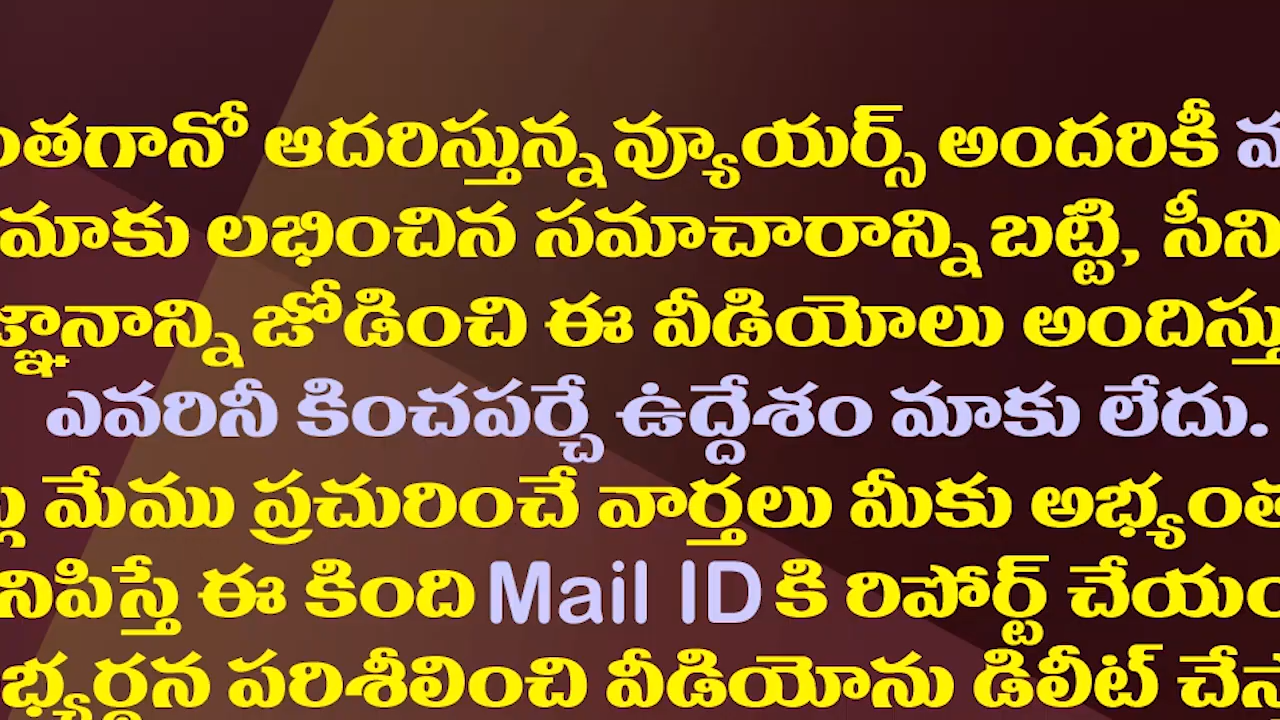 ంతగానో ఆదరిస్తున్న వ్యూయర్స్ అందరికీ
మాకు లభించిన సమాచారాన్ని బట్టి, సీని
జ్ఞానాన్ని జోడించి ఈ వీడియోలు అందిస్తు
ఎవరినీ కించపర్చే ఉద్దేశం మాకు లేదు.
మేము ప్రచురించే వార్తలు మీకు అభ్యంత
నిపిస్తే ఈ కింది Mail ID కి రిపోర్ట్ చేయం
భ్యర్థన పరిశీలించి వీడియోను డిలీట్ చేస